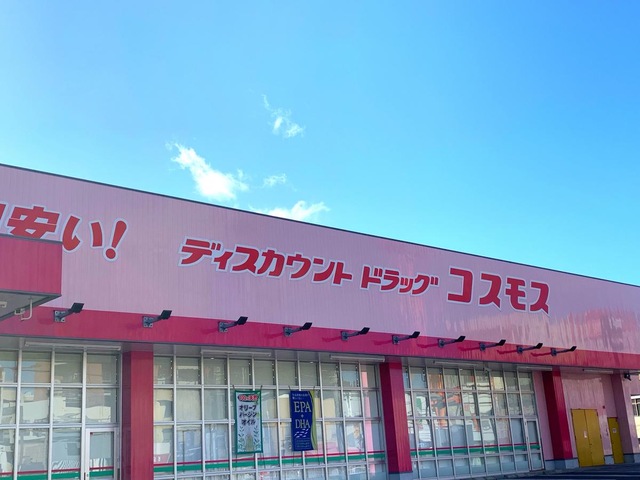 安い！
ディスカウント ドラッグ コスモス
オリーブ
バージン
オイル
EPA
+
DHA